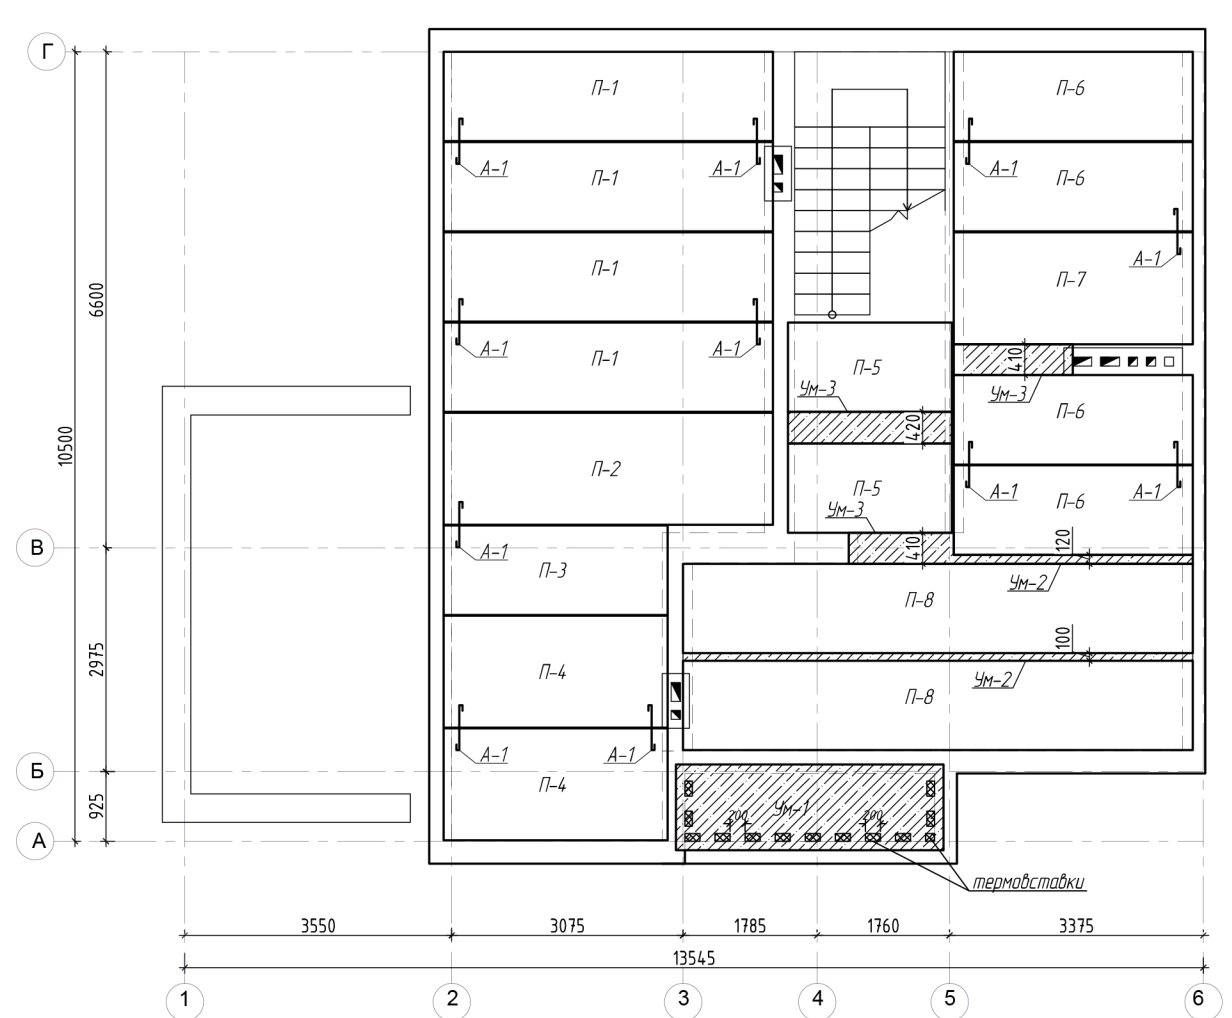 Г
П-1
П-6
А-1
А-1
А-1
П-1
П-6
А-1
П-1
П-7
6600
А-1
А-1
410
П-1
П-5
Ум-3
Ум-3
П-6
10500
420
П-2
П-5
А-1
А-1
П-6
Ум-3
120
В
А-1
410
П-3
Ум-2
П-8
100
2975
П-4
Ум-2
П-8
А-1
А-1
Б
П-4
925
Ум-1
200
200
А
термовставки
3550
3075
1785
1760
3375
13545
1
2
3
4
5
6